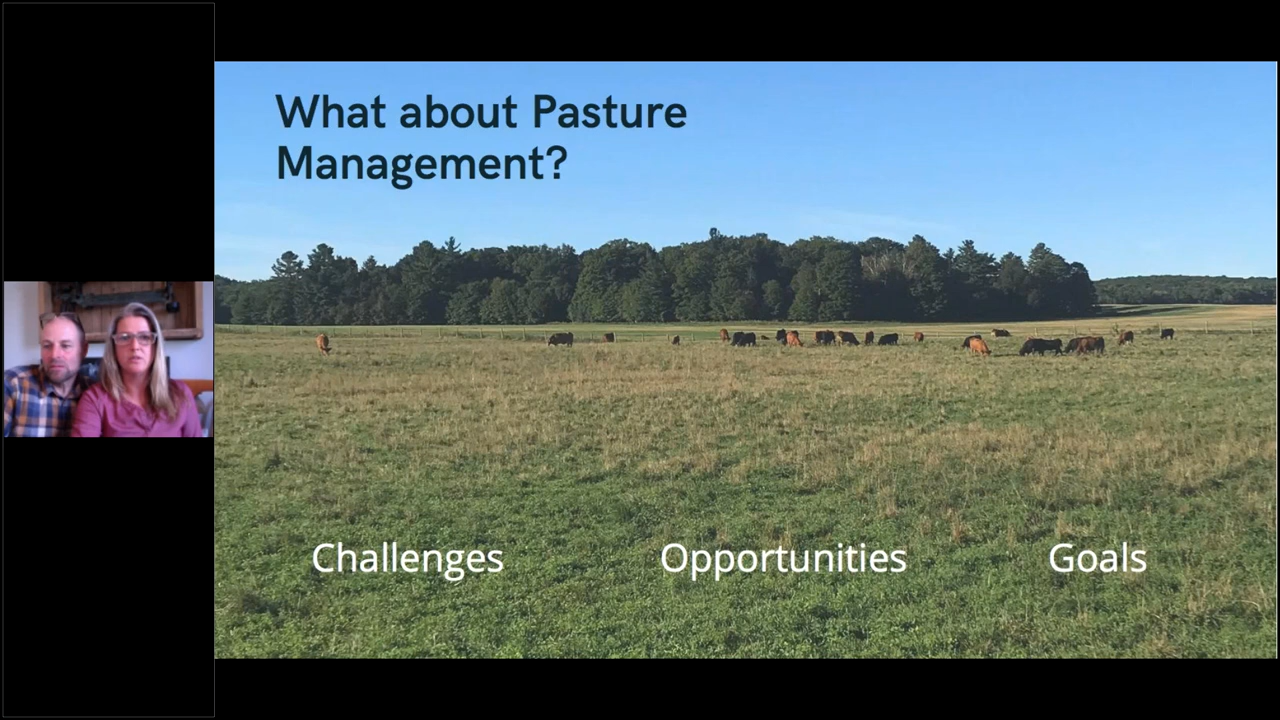 What about Pasture
Management?
Challenges
Opportunities
Goals